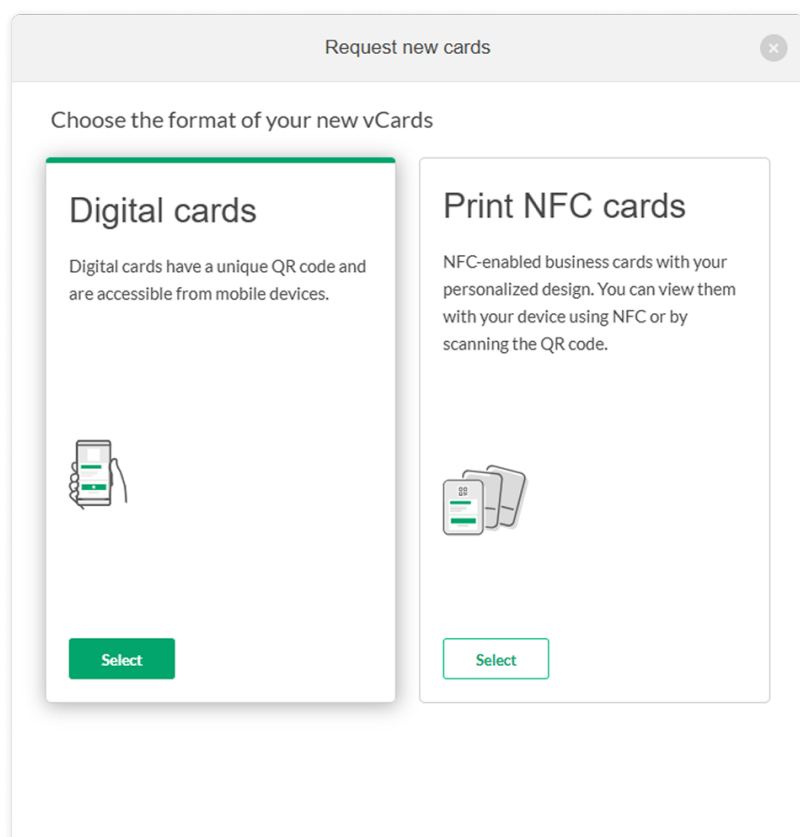 Request new cards
Choose the format of your new vCards
Digital cards
Digital cards have a unique QR code and
are accessible from mobile devices.
Select
Print NFC cards
NFC-enabled business cards with your
personalized design. You can view them
with your device using NFC or by
scanning the QR code.
Select